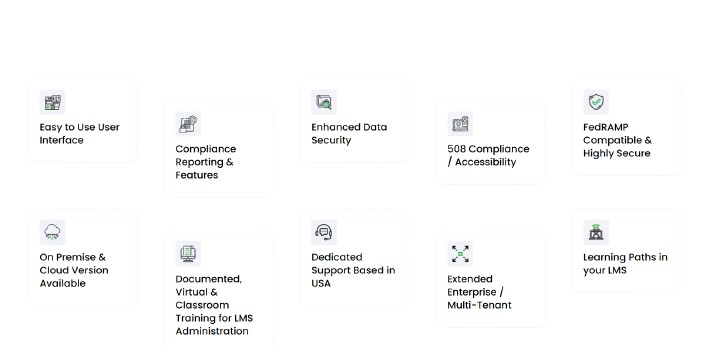 Easy to Use User
Interface
Compliance
Reporting &
Features
Enhanced Data
Security
508 Compliance
/ Accessibility
FedRAMP
Compatible &
Highly Secure
On Premise &
Cloud Version
Available
Documented,
Virtual &
Classroom
Training for LMS
Administration
Dedicated
Support Based in
USA
Extended
Enterprise /
Multi-Tenant
Learning Paths in
your LMS